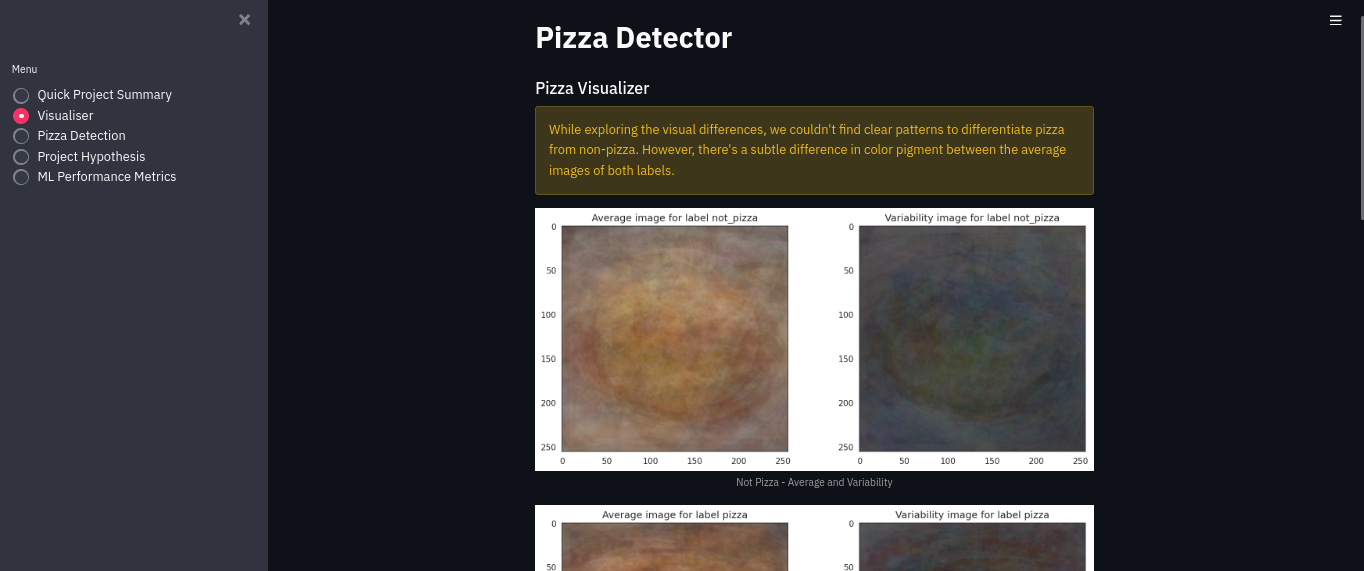 Menu
Quick Project Summary
Visualiser
Pizza Detection
Project Hypothesis
ML Performance Metrics
Pizza Detector
Pizza Visualizer
While exploring the visual differences, we couldn't find clear patterns to differentiate pizza
from non-pizza. However, there's a subtle difference in color pigment between the average
images of both labels.
Average image for label not_pizza
0
50
100
150
200
250
0 50 100 150 200 250
Variability image for label not_pizza
0
50
100
150
200
250
0 50 100 150 200 250
Not Pizza - Average and Variability
Average image for label pizza
0
50
Variability image for label pizza
0
50